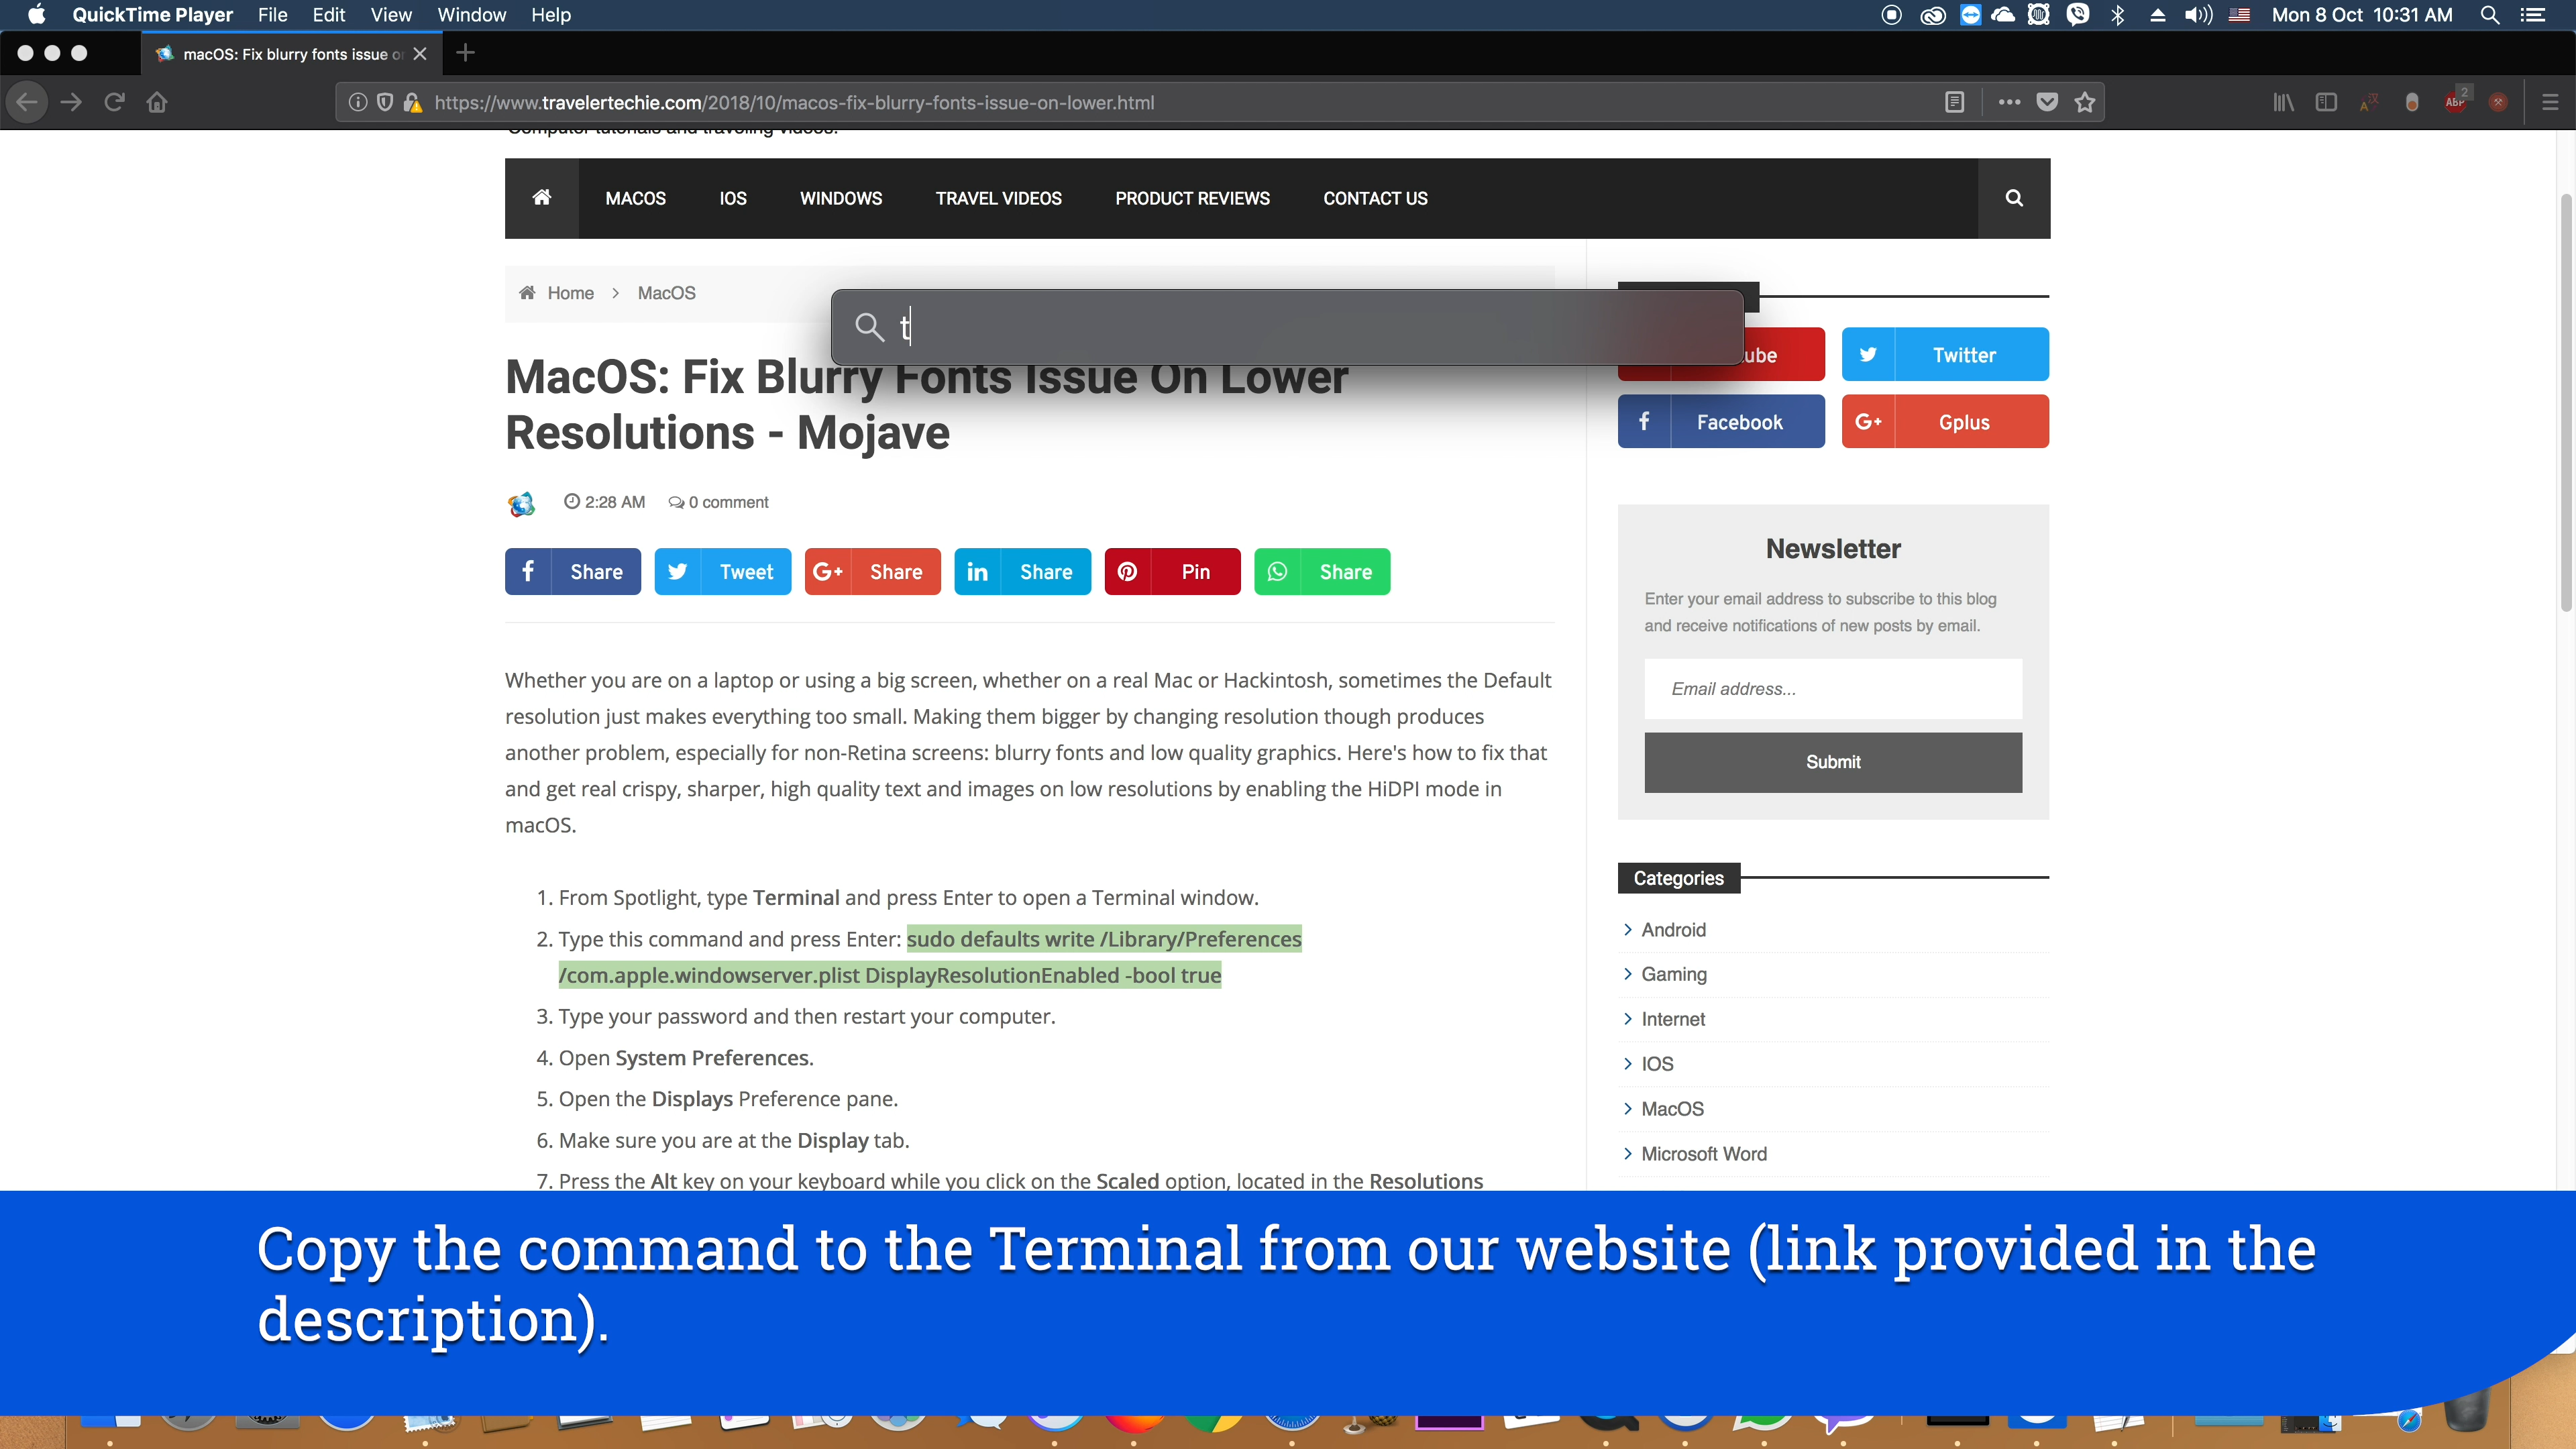 QuickTime Player File Edit View Window Help Mon 8 Oct 10:31 AM
macOS: Fix blurry fonts issue or
https://www.travelertechie.com/2018/10/macos-fix-blurry-fonts-issue-on-lower.html
ABP 2
Computer tutorials and traveling videos.
MACOS IOS WINDOWS TRAVEL VIDEOS PRODUCT REVIEWS CONTACT US
Home > MacOS
t
MacOS: Fix Blurry Fonts Issue On Lower
Resolutions - Mojave
2:28 AM 0 comment
Share Tweet G+ Share in Share Pin Share
Whether you are on a laptop or using a big screen, whether on a real Mac or Hackintosh, sometimes the Default
resolution just makes everything too small. Making them bigger by changing resolution though produces
another problem, especially for non-Retina screens: blurry fonts and low quality graphics. Here's how to fix that
and get real crispy, sharper, high quality text and images on low resolutions by enabling the HiDPI mode in
macOS.
1. From Spotlight, type Terminal and press Enter to open a Terminal window.
2. Type this command and press Enter: sudo defaults write /Library/Preferences
/com.apple.windowserver.plist DisplayResolutionEnabled -bool true
3. Type your password and then restart your computer.
4. Open System Preferences.
5. Open the Displays Preference pane.
6. Make sure you are at the Display tab.
7. Press the Alt key on your keyboard while you click on the Scaled option, located in the Resolutions
ube Twitter
Facebook G+ Gplus
Newsletter
Enter your email address to subscribe to this blog
and receive notifications of new posts by email.
Email address...
Submit
Categories
Android
Gaming
Internet
IOS
MacOS
Microsoft Word
Copy the command to the Terminal from our website (link provided in the
description).